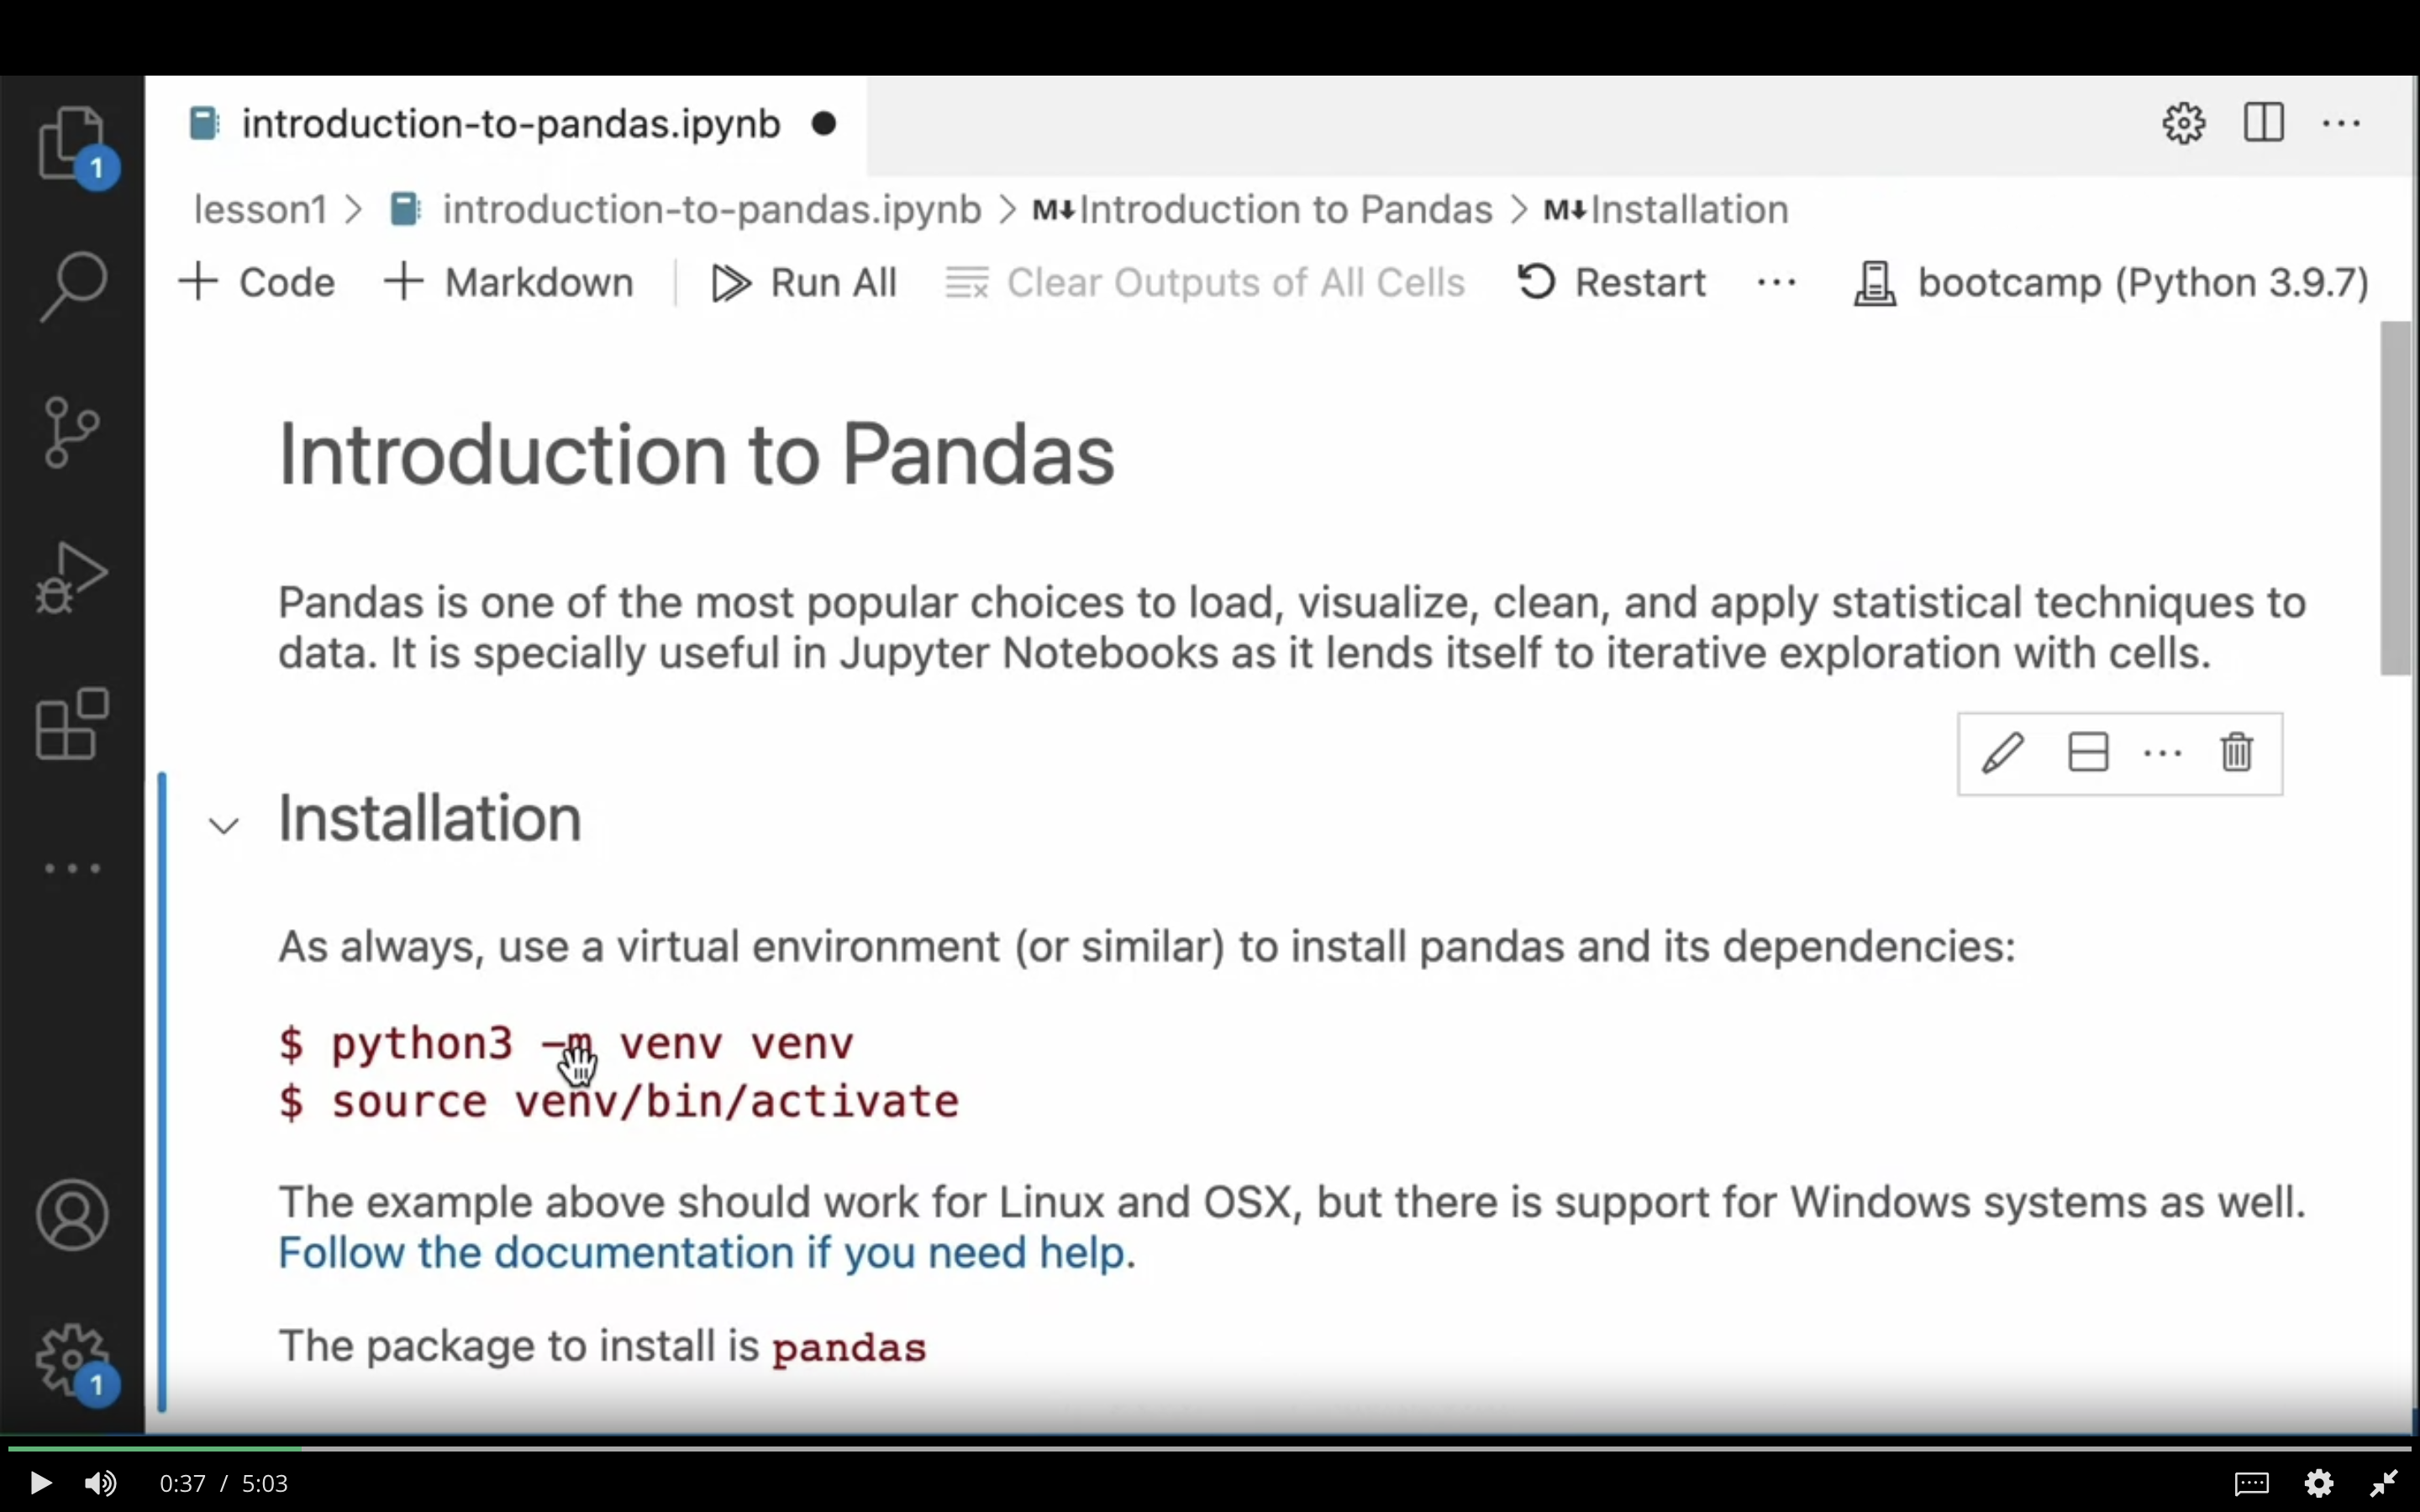 introduction-to-pandas.ipynb
1
lesson1 > introduction-to-pandas.ipynb > M↓Introduction to Pandas > M↓Installation
+ Code + Markdown Run All Clear Outputs of All Cells Restart ... bootcamp (Python 3.9.7)
Introduction to Pandas
Pandas is one of the most popular choices to load, visualize, clean, and apply statistical techniques to
data. It is specially useful in Jupyter Notebooks as it lends itself to iterative exploration with cells.
Installation
As always, use a virtual environment (or similar) to install pandas and its dependencies:
$ python3 -m venv venv
$ source venv/bin/activate
The example above should work for Linux and OSX, but there is support for Windows systems as well.
Follow the documentation if you need help.
The package to install is pandas
1
0:37 / 5:03